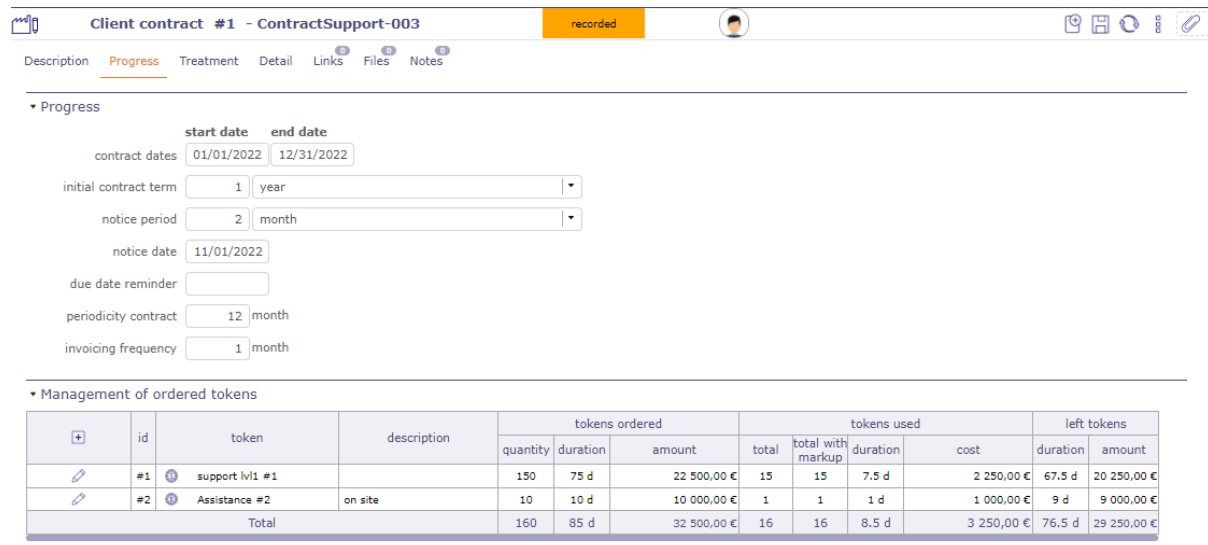 Client contract #1 - ContractSupport-003 recorded
Description Progress Treatment Detail Links 0 Files 0 Notes 0
Progress
start date end date
contract dates 01/01/2022 12/31/2022
initial contract term 1 year
notice period 2 month
notice date 11/01/2022
due date reminder
periodicity contract 12 month
invoicing frequency 1 month
Management of ordered tokens
id token description tokens ordered tokens used left tokens
quantity duration amount total total with markup duration cost duration amount
#1 support lvl1 #1 150 75 d 22 500,00 € 15 15 7.5 d 2 250,00 € 67.5 d 20 250,00 €
#2 Assistance #2 on site 10 10 d 10 000,00 € 1 1 1 d 1 000,00 € 9 d 9 000,00 €
Total 160 85 d 32 500,00 € 16 16 8.5 d 3 250,00 € 76.5 d 29 250,00 €